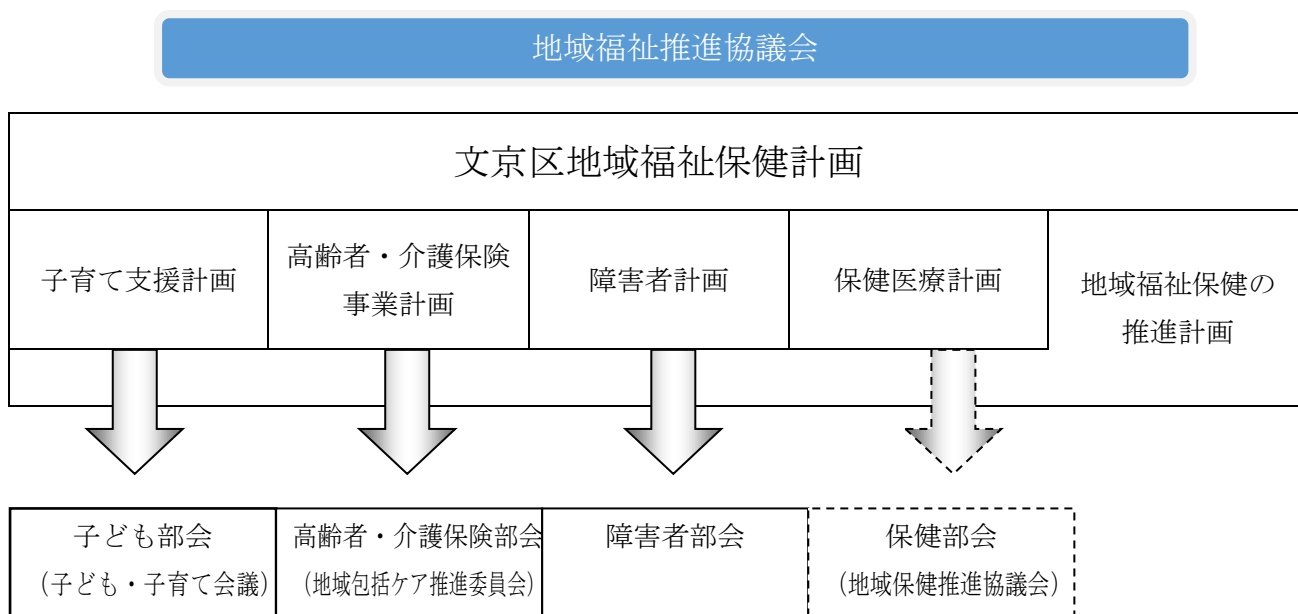 地域福祉推進協議会
文京区地域福祉保健計画
子育て支援計画
高齢者・介護保険
事業計画
障害者計画
保健医療計画
地域福祉保健の
推進計画
子ども部会
（子ども・子育て会議）
高齢者・介護保険部会
（地域包括ケア推進委員会）
障害者部会
保健部会
（地域保健推進協議会）